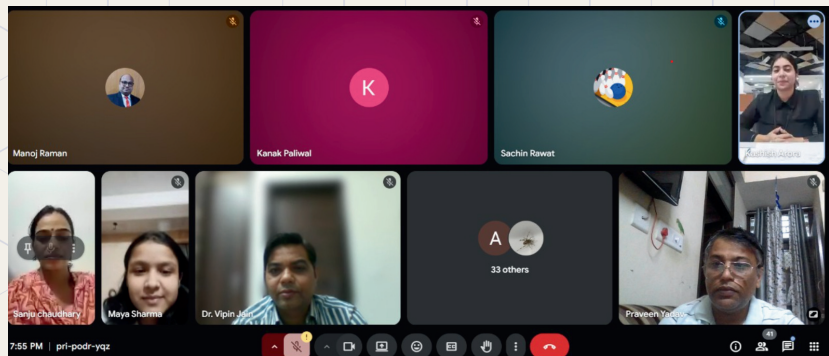 Manoj Raman
K
Kanak Paliwal
Sachin Rawat
Arora
Sanju chaudhary
Maya Sharma
Dr. Vipin Jain
A
33 others
Praveen Yadav
7:55 PM | pri-podr-yqz
41